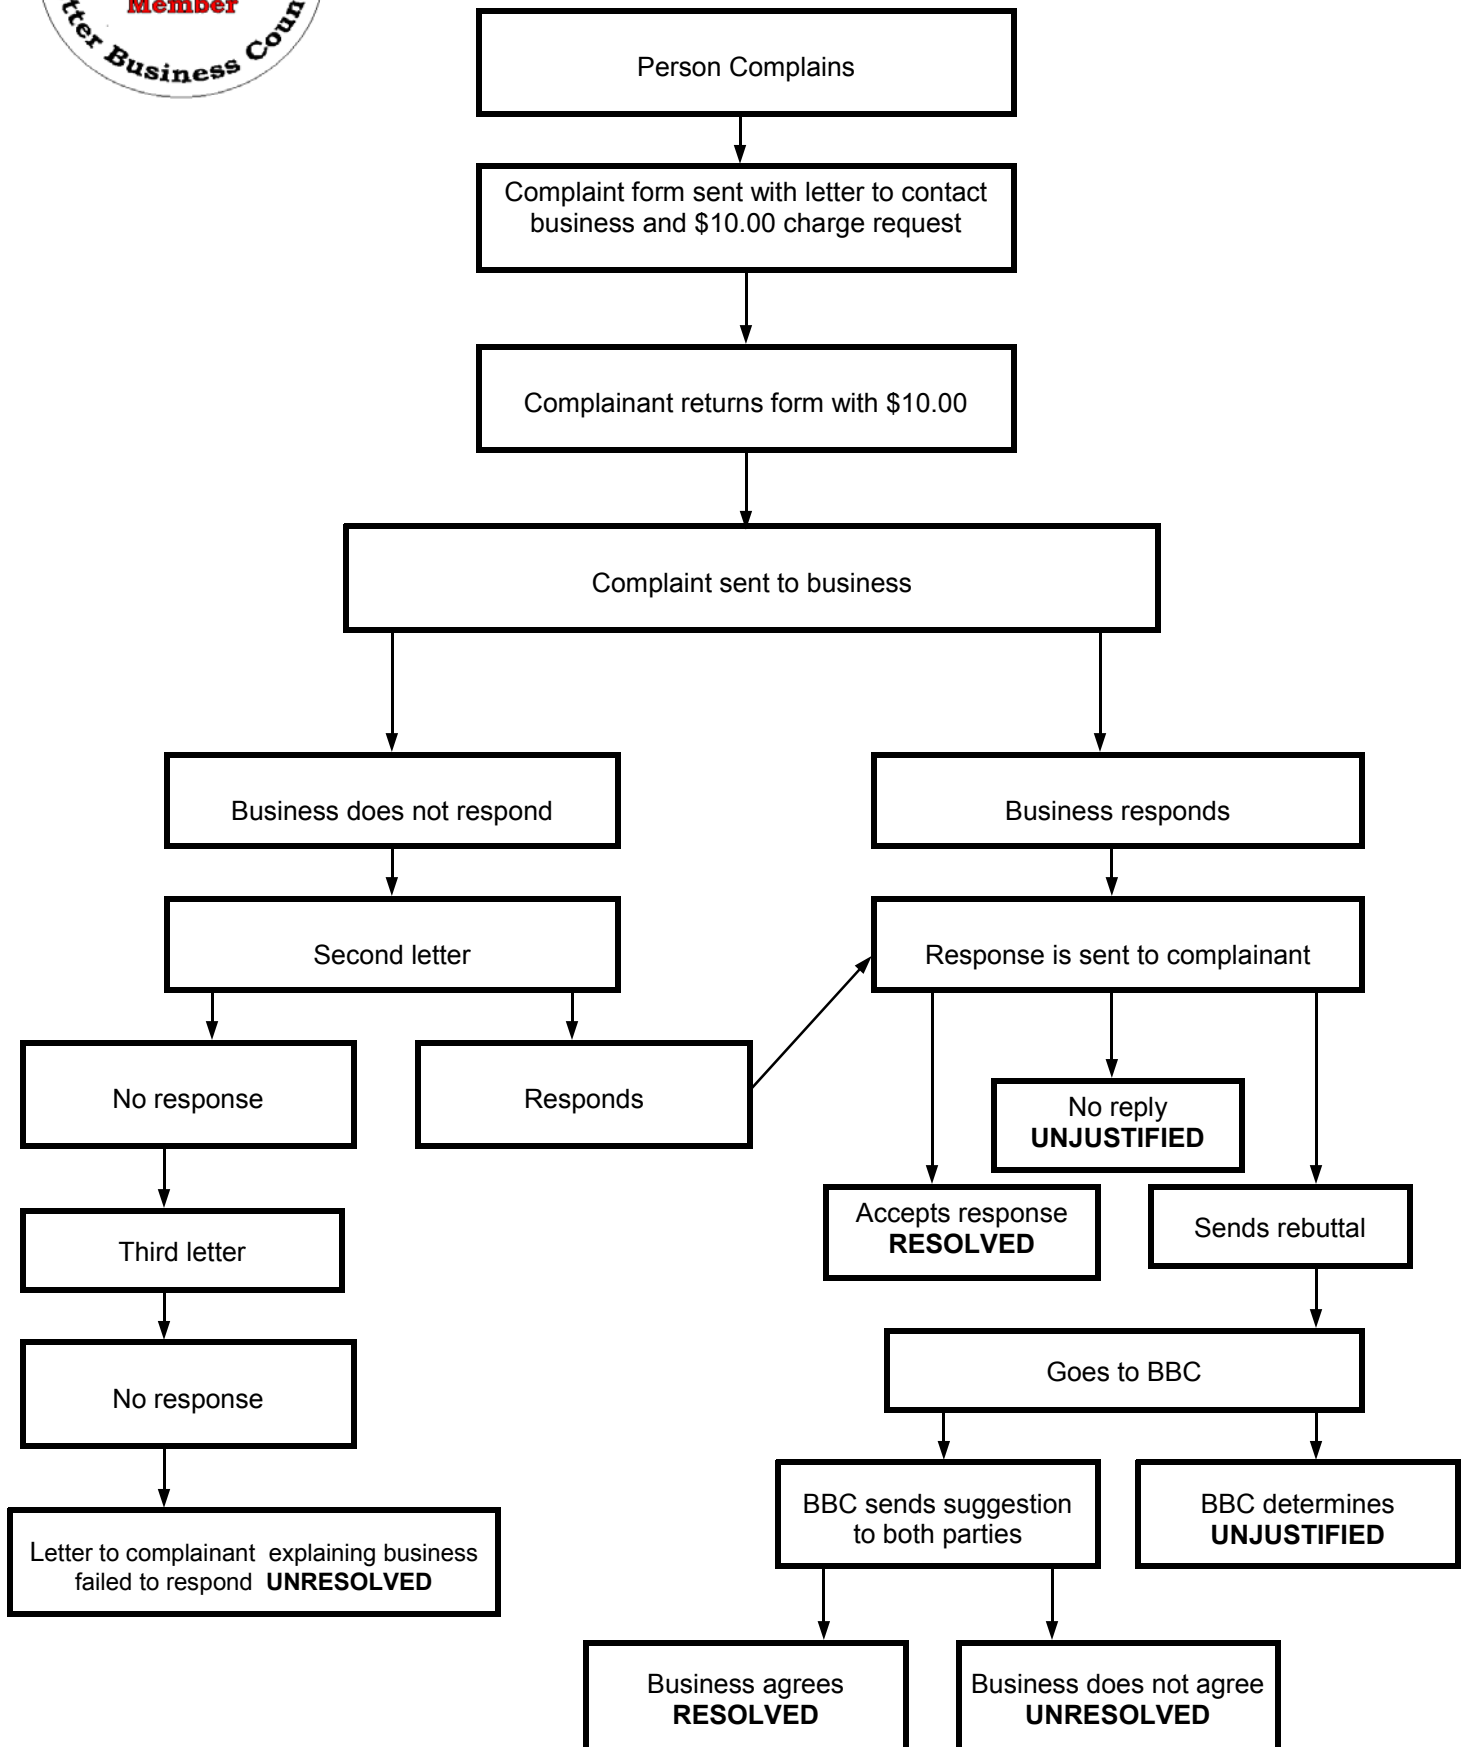 Member
Business
Person Complains
Complaint form sent with letter to contact
business and $10.00 charge request
Complainant returns form with $10.00
Complaint sent to business
Business does not respond
Business responds
Second letter
Response is sent to complainant
No response
Responds
No reply
UNJUSTIFIED
Accepts response
RESOLVED
Sends rebuttal
Third letter
Goes to BBC
No response
BBC sends suggestion
to both parties
BBC determines
UNJUSTIFIED
Letter to complainant explaining business
failed to respond UNRESOLVED
Business agrees
RESOLVED
Business does not agree
UNRESOLVED